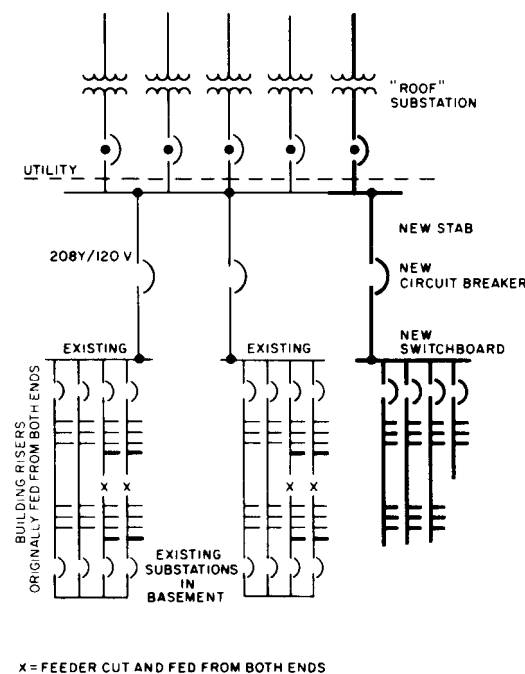 "ROOF"
SUBSTATION
UTILITY
NEW STAB
208Y/120 V
NEW
CIRCUIT BREAKER
EXISTING
EXISTING
NEW
SWITCHBOARD
BUILDING RISERS
ORIGINALLY FED FROM BOTH ENDS
X X
X X
EXISTING
SUBSTATIONS
IN
BASEMENT
X = FEEDER CUT AND FED FROM BOTH ENDS